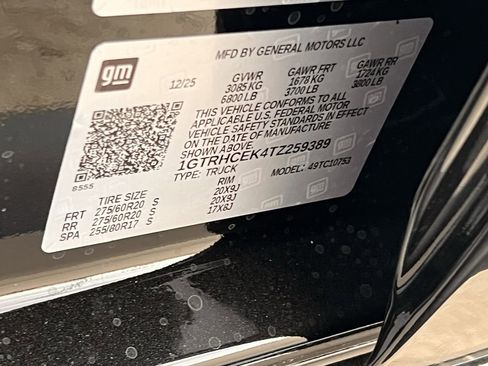 gm
MFD BY GENERAL MOTORS LLC
12/25 GVWR GAWR FRT GAWR RR
3085 KG 1678 KG 1724 KG
6800 LB 3700 LB 3800 LB
THIS VEHICLE CONFORMS TO ALL
APPLICABLE U.S. FEDERAL MOTOR
VEHICLE SAFETY STANDARDS IN EFFECT
ON THE DATE OF MANUFACTURE
SHOWN ABOVE.
1GTRHCEK4TZ259389
TYPE: TRUCK MODEL: 49TC10753
8555
TIRE SIZE RIM
FRT 275/60R20 S 20X9J
RR 275/60R20 S 20X9J
SPA 255/80R17 S 17X8J